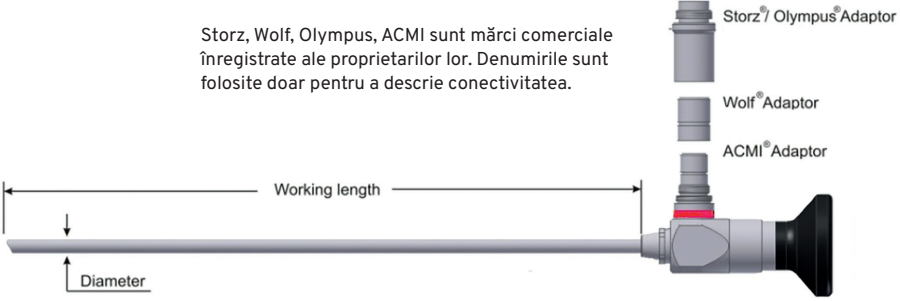 Storz®/ Olympus®Adaptor
Storz, Wolf, Olympus, ACMI sunt mărci comerciale
înregistrate ale proprietarilor lor. Denumirile sunt
folosite doar pentru a descrie conectivitatea.
Wolf®Adaptor
ACMI®Adaptor
Working length
Diameter